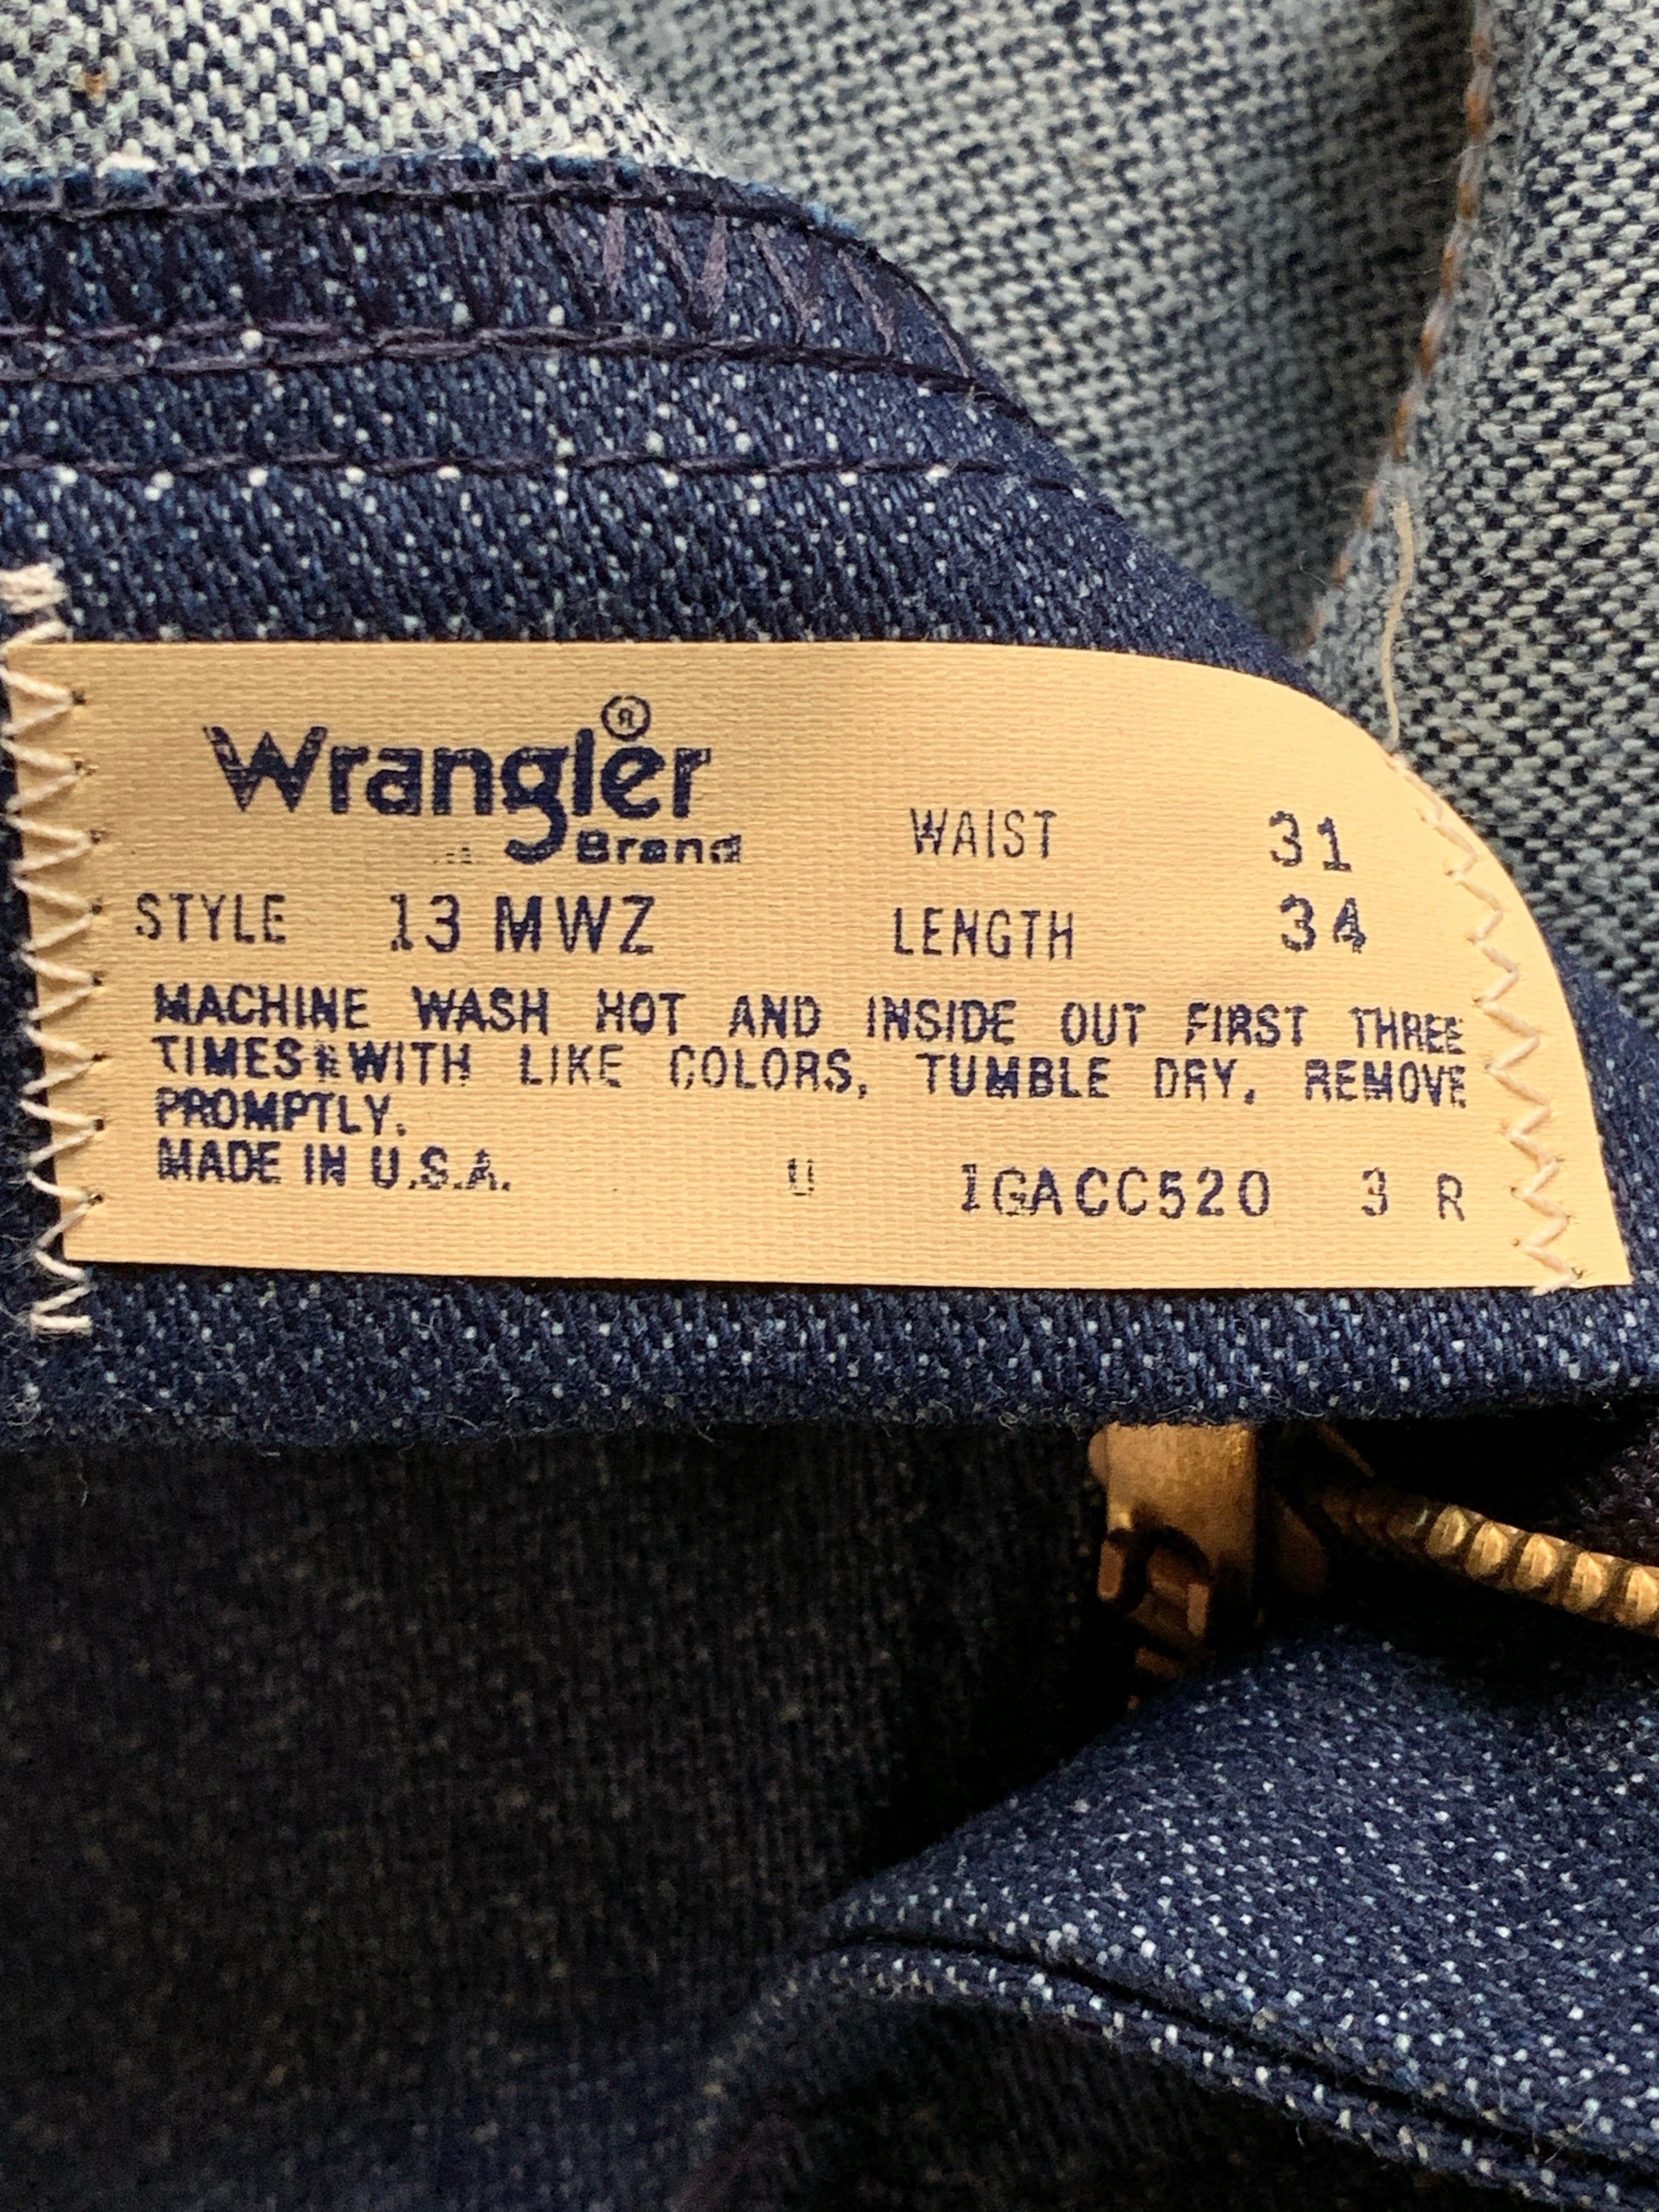 Wrangler®
Brand
WAIST 31
STYLE 13 MWZ LENGTH 34
MACHINE WASH HOT AND INSIDE OUT FIRST THREE
TIMES WITH LIKE COLORS, TUMBLE DRY, REMOVE
PROMPTLY.
MADE IN U.S.A. U 1GACC520 3 R